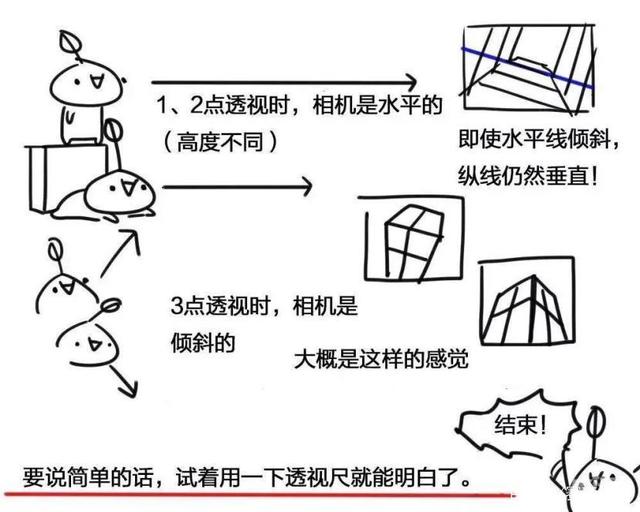 1、2点透视时，相机是水平的
（高度不同）
即使水平线倾斜，
纵线仍然垂直！
3点透视时，相机是
倾斜的
大概是这样的感觉
结束！
要说简单的话，试着用一下透视尺就能明白了。